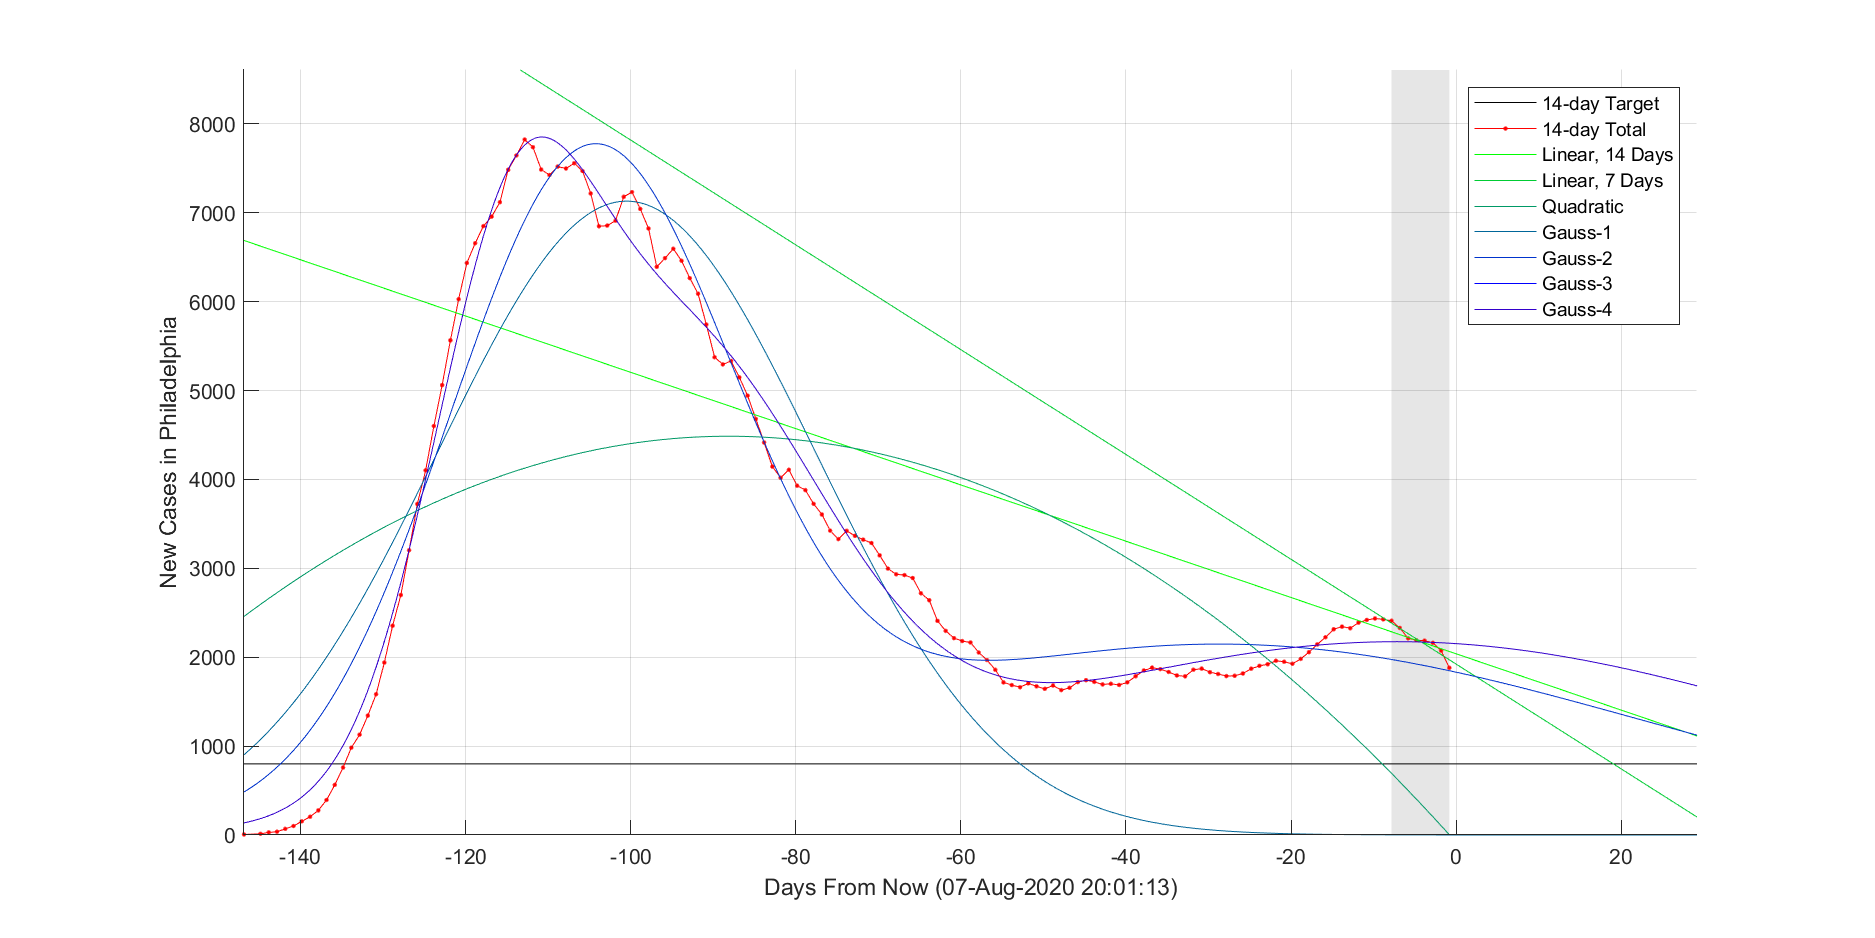 8000
7000
6000
5000
4000
3000
2000
1000
0
New Cases in Philadelphia
-140 -120 -100 -80 -60 -40 -20 0 20
Days From Now (07-Aug-2020 20:01:13)
14-day Target
14-day Total
Linear, 14 Days
Linear, 7 Days
Quadratic
Gauss-1
Gauss-2
Gauss-3
Gauss-4